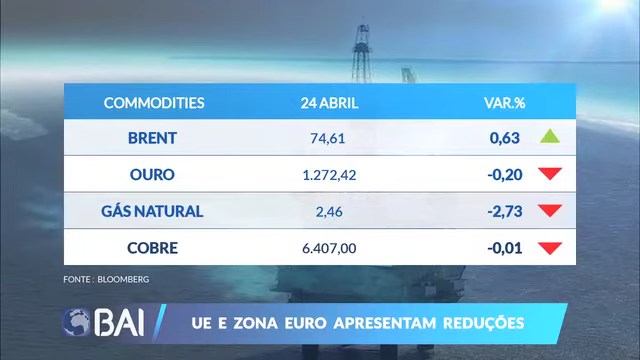 COMMODITIES 24 ABRIL VAR.%
BRENT 74,61 0,63
OURO 1.272,42 -0,20
GÁS NATURAL 2,46 -2,73
COBRE 6.407,00 -0,01
FONTE: BLOOMBERG
BAI UE E ZONA EURO APRESENTAM REDUÇÕES